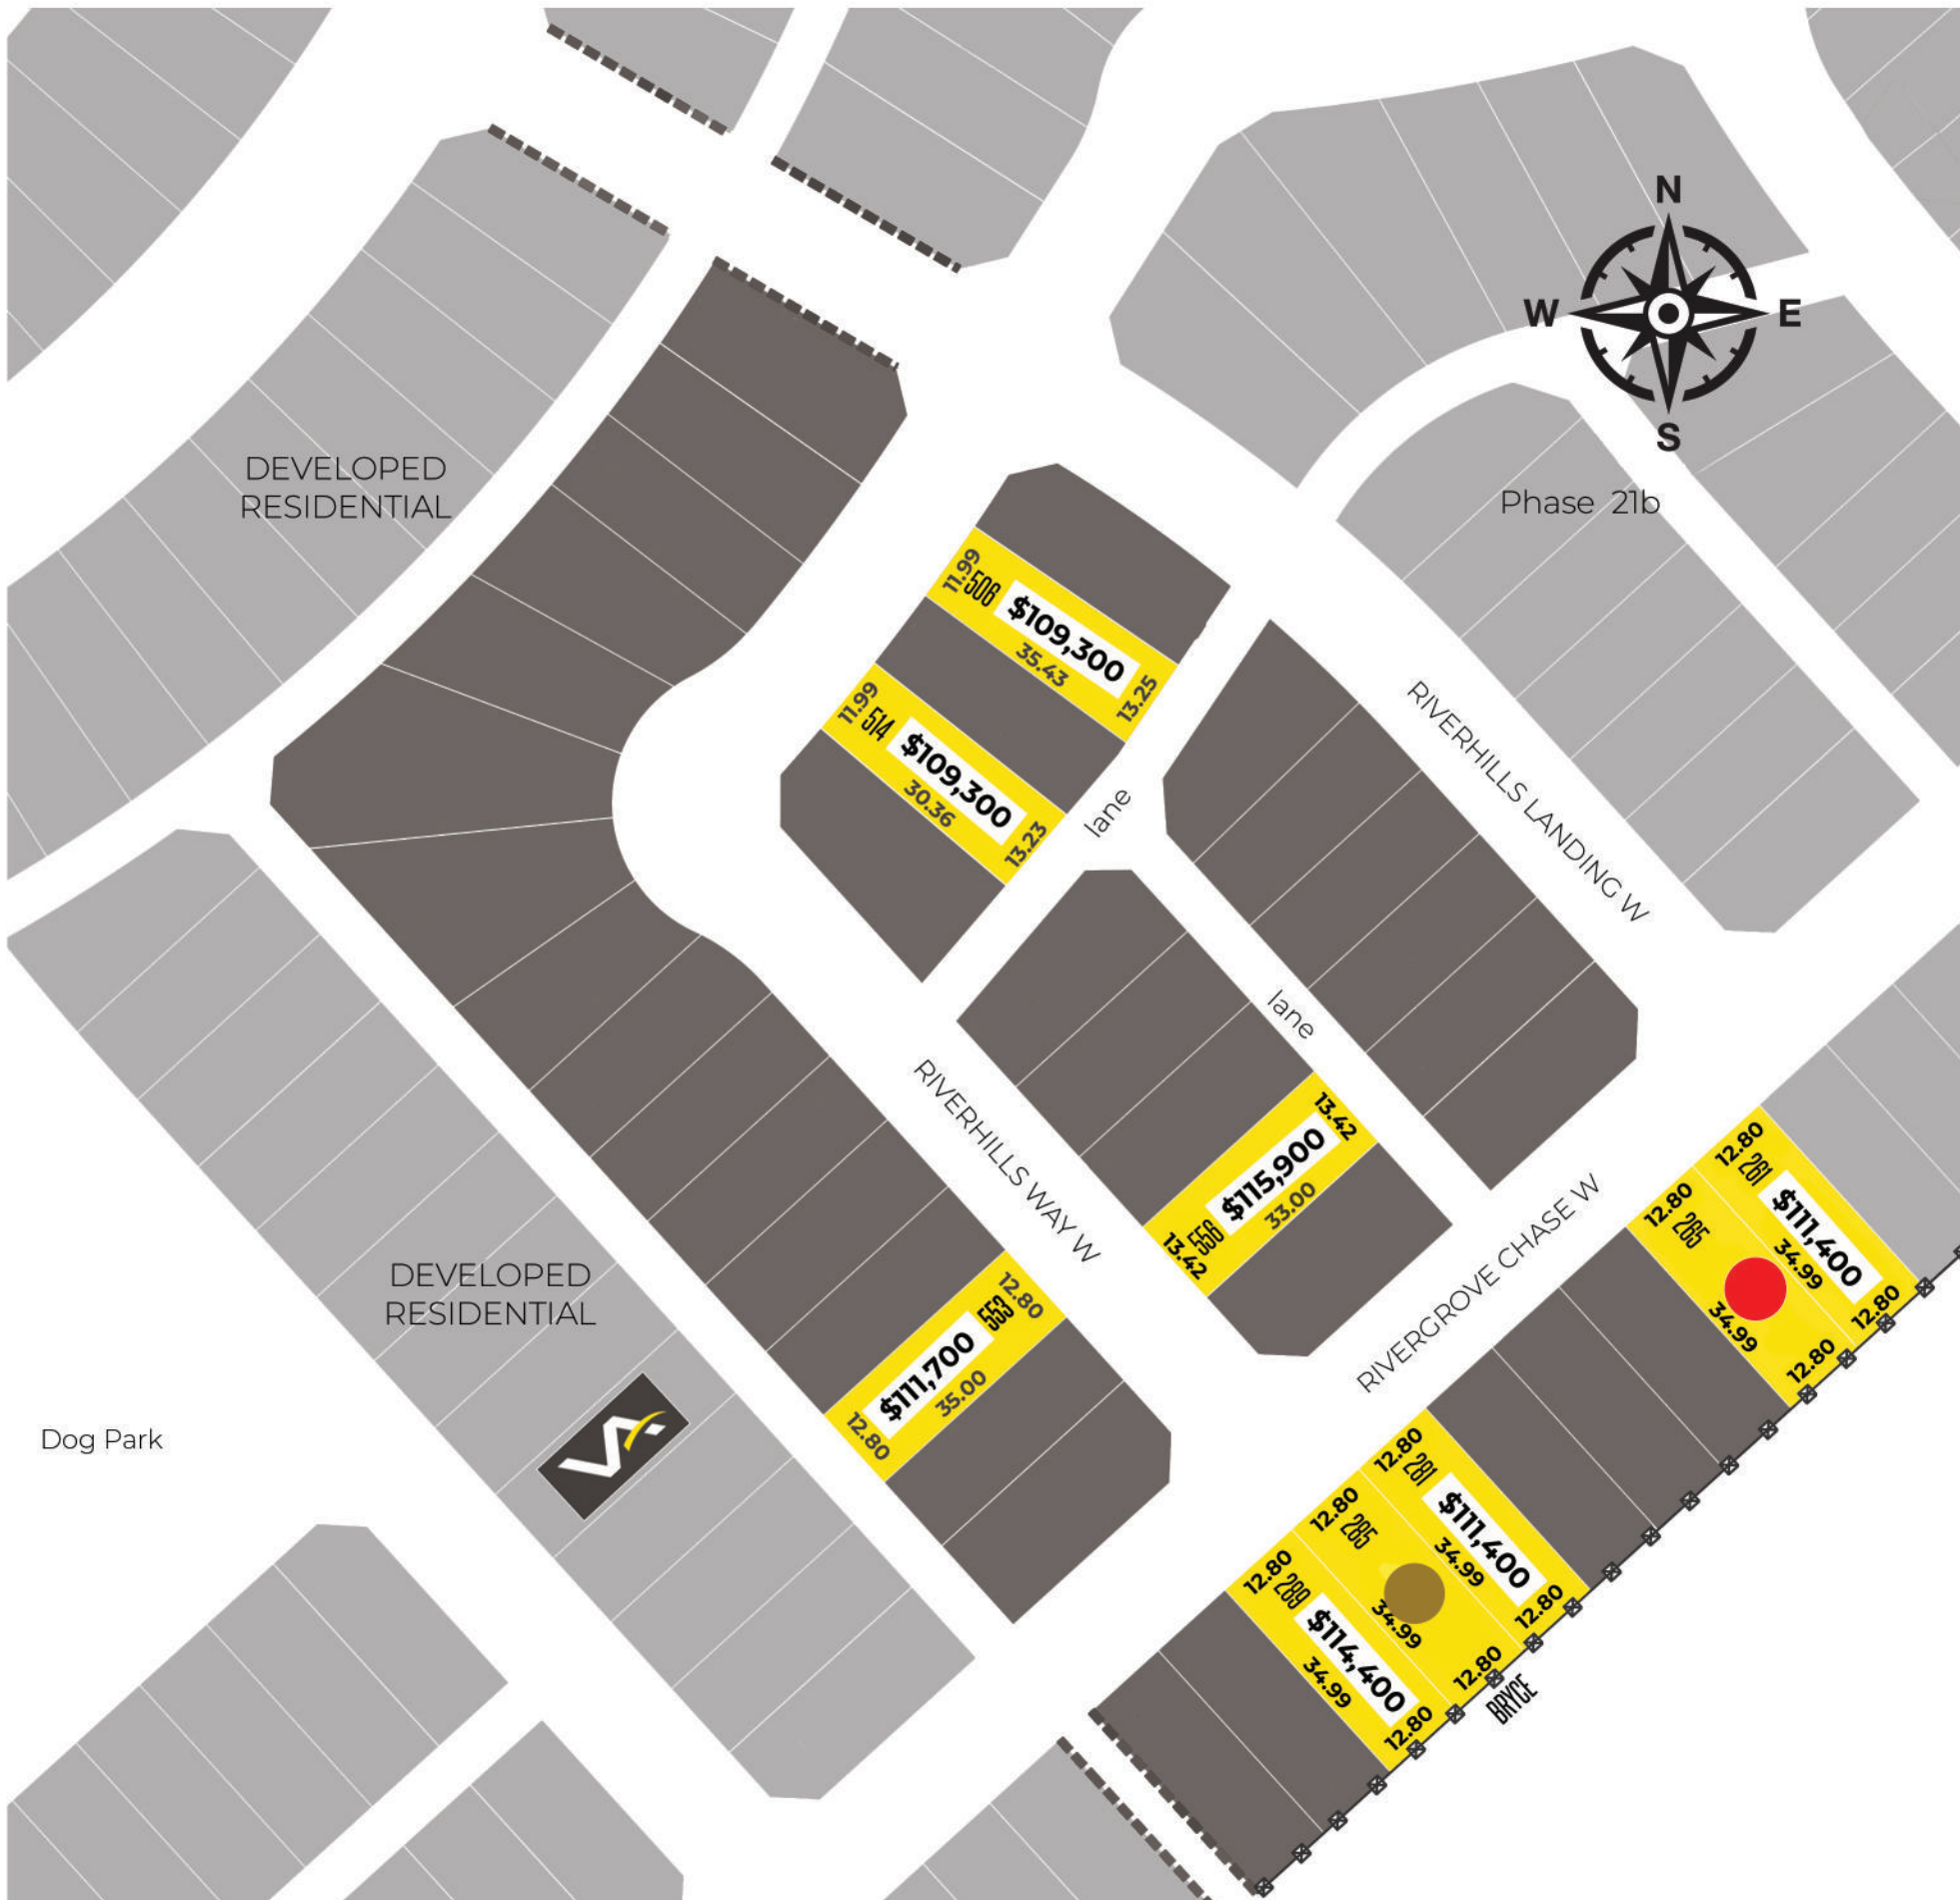 N
W
E
S
DEVELOPED
RESIDENTIAL
Phase 21b
11.99
506
$109,300
35.43
13.25
11.99
514
$109,300
30.36
13.23
lane
RIVERHILLS LANDING W
lane
RIVERHILLS WAY W
13.42
$115,900
33.00
556
13.42
RIVERGROVE CHASE W
12.80
261
$111,400
34.99
12.80
12.80
265
34.99
12.80
DEVELOPED
RESIDENTIAL
12.80
553
$111,700
35.00
12.80
Dog Park
VA
12.80
281
$111,400
34.99
12.80
12.80
285
34.99
12.80
12.80
289
$114,400
34.99
12.80
BRYCE